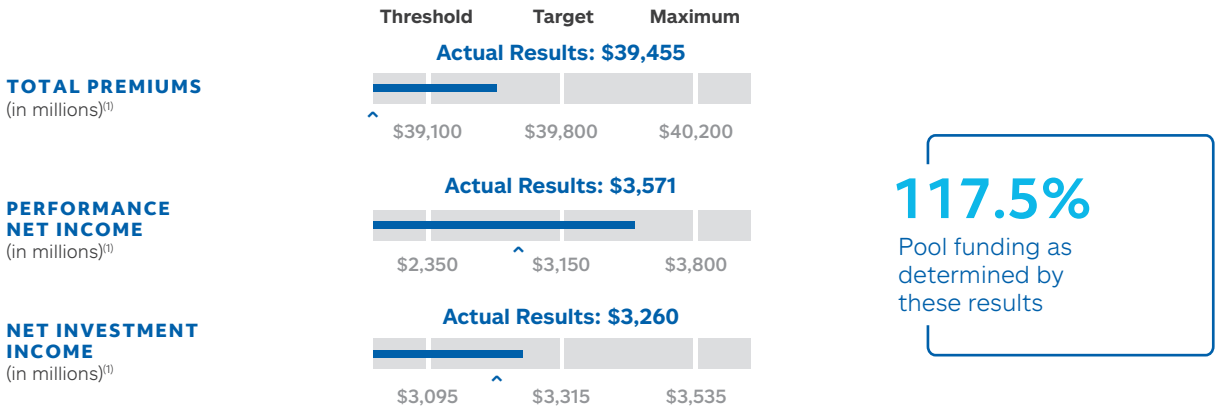 Threshold Target Maximum
Actual Results: $39,455
TOTAL PREMIUMS
(in millions)(1)
$39,100 $39,800 $40,200
Actual Results: $3,571
PERFORMANCE
NET INCOME
(in millions)(1)
$2,350 $3,150 $3,800
Actual Results: $3,260
NET INVESTMENT
INCOME
(in millions)(1)
$3,095 $3,315 $3,535
117.5%
Pool funding as
determined by
these results